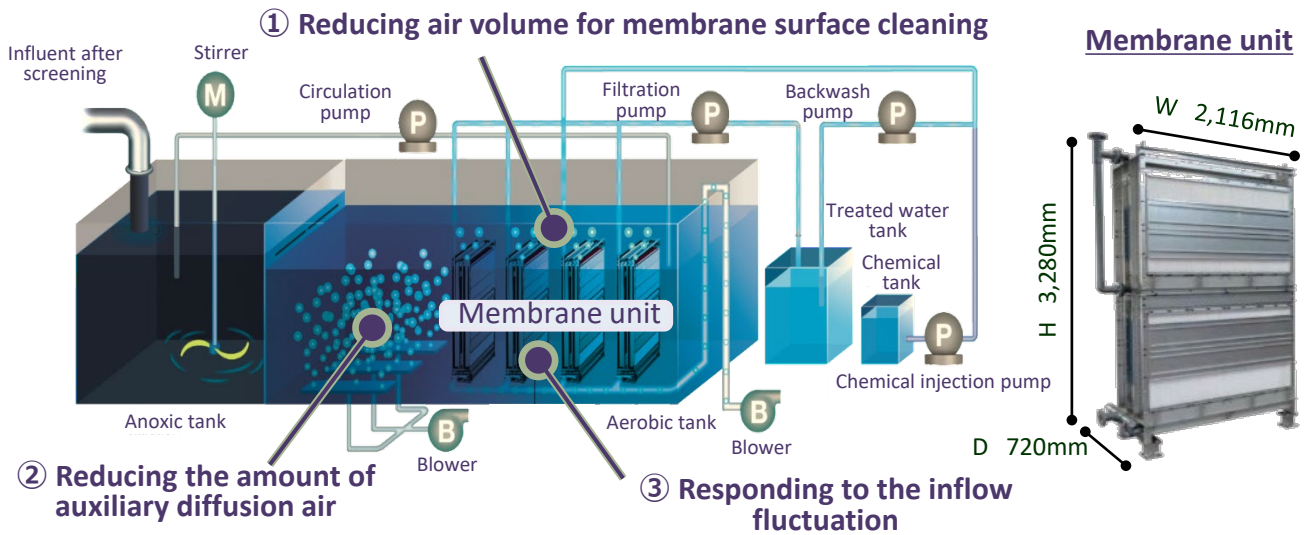 ① Reducing air volume for membrane surface cleaning
Membrane unit
Influent after
screening
Stirrer
M
Circulation
pump
P
Filtration
pump
P
Backwash
pump
P
W 2,116mm
H 3,280mm
D 720mm
Treated water
tank
Chemical
tank
P
Chemical injection pump
Membrane unit
Anoxic tank
B
Blower
Aerobic tank
B
Blower
② Reducing the amount of
auxiliary diffusion air
③ Responding to the inflow
fluctuation